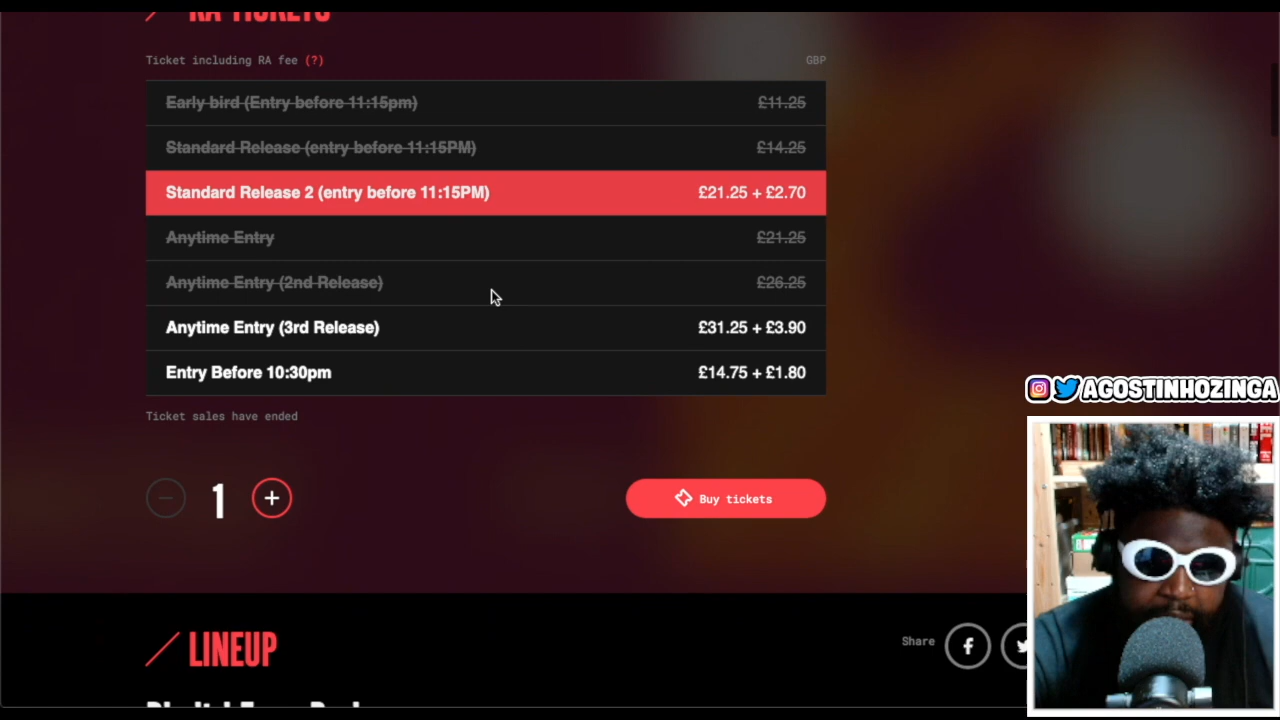 RA TICKETS
Ticket including RA fee (?) GBP
Early bird (Entry before 11:15pm) £11.25
Standard Release (entry before 11:15PM) £14.25
Standard Release 2 (entry before 11:15PM) £21.25 + £2.70
Anytime Entry £21.25
Anytime Entry (2nd Release) £26.25
Anytime Entry (3rd Release) £31.25 + £3.90
Entry Before 10:30pm £14.75 + £1.80
Ticket sales have ended
1
Buy tickets
AGOSTINHOZINGA
LINEUP
Share